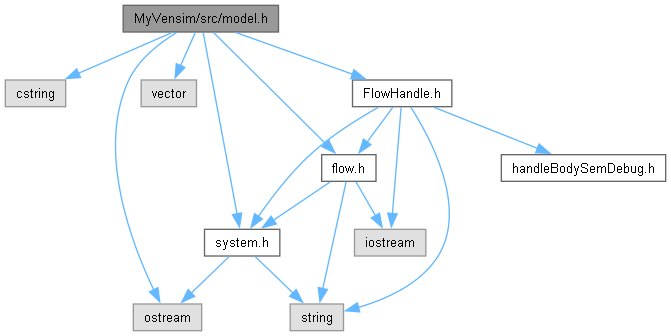 MyVensim/src/model.h
cstring
vector
FlowHandle.h
flow.h
handleBodySemDebug.h
system.h
iostream
ostream
string